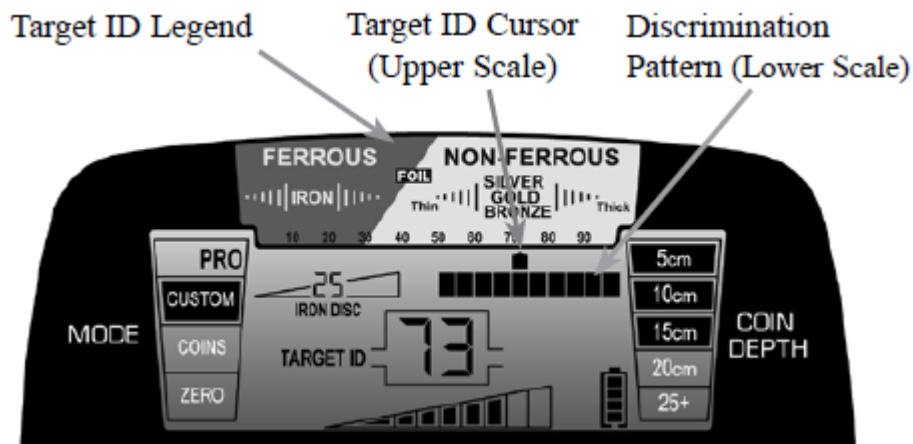 Target ID Legend
Target ID Cursor
(Upper Scale)
Discrimination
Pattern (Lower Scale)
FERROUS
NON-FERROUS
FOIL
IRON
Thin
SILVER
GOLD
BRONZE
Thick
10 20 30 40 50 60 70 80 90
MODE
PRO
CUSTOM
COINS
ZERO
25
IRON DISC
TARGET ID
73
5cm
10cm
15cm
20cm
25+
COIN
DEPTH